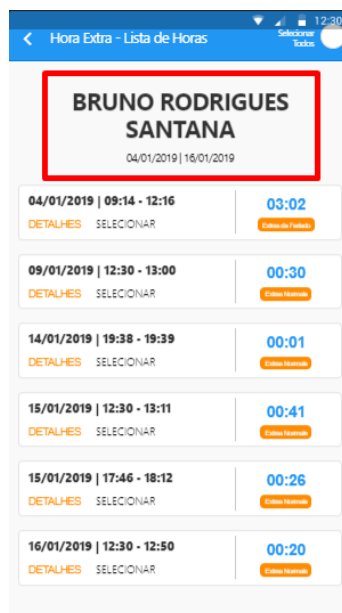 12:30
Hora Extra - Lista de Horas
Selecionar
Todos
BRUNO RODRIGUES
SANTANA
04/01/2019 | 16/01/2019
04/01/2019 | 09:14 - 12:16
03:02
DETALHES SELECIONAR
Extras de Feriado
09/01/2019 | 12:30 - 13:00
00:30
DETALHES SELECIONAR
Extras Normais
14/01/2019 | 19:38 - 19:39
00:01
DETALHES SELECIONAR
Extras Normais
15/01/2019 | 12:30 - 13:11
00:41
DETALHES SELECIONAR
Extras Normais
15/01/2019 | 17:46 - 18:12
00:26
DETALHES SELECIONAR
Extras Normais
16/01/2019 | 12:30 - 12:50
00:20
DETALHES SELECIONAR
Extras Normais